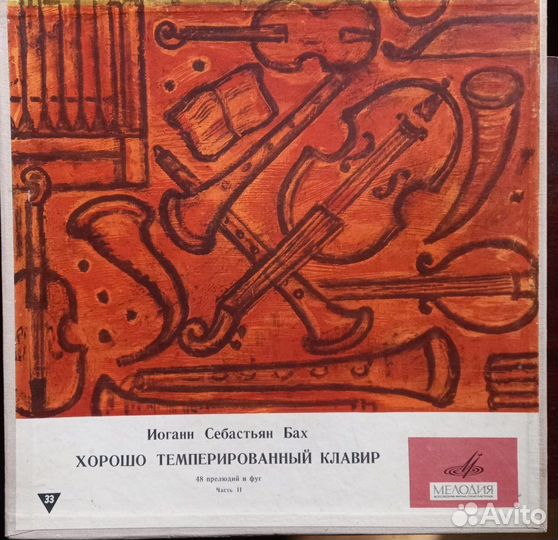 Иоганн Себастьян Бах
ХОРОШО ТЕМПЕРИРОВАННЫЙ КЛАВИР
48 прелюдий и фуг
Часть II
33
МЕЛОДИЯ
Avito